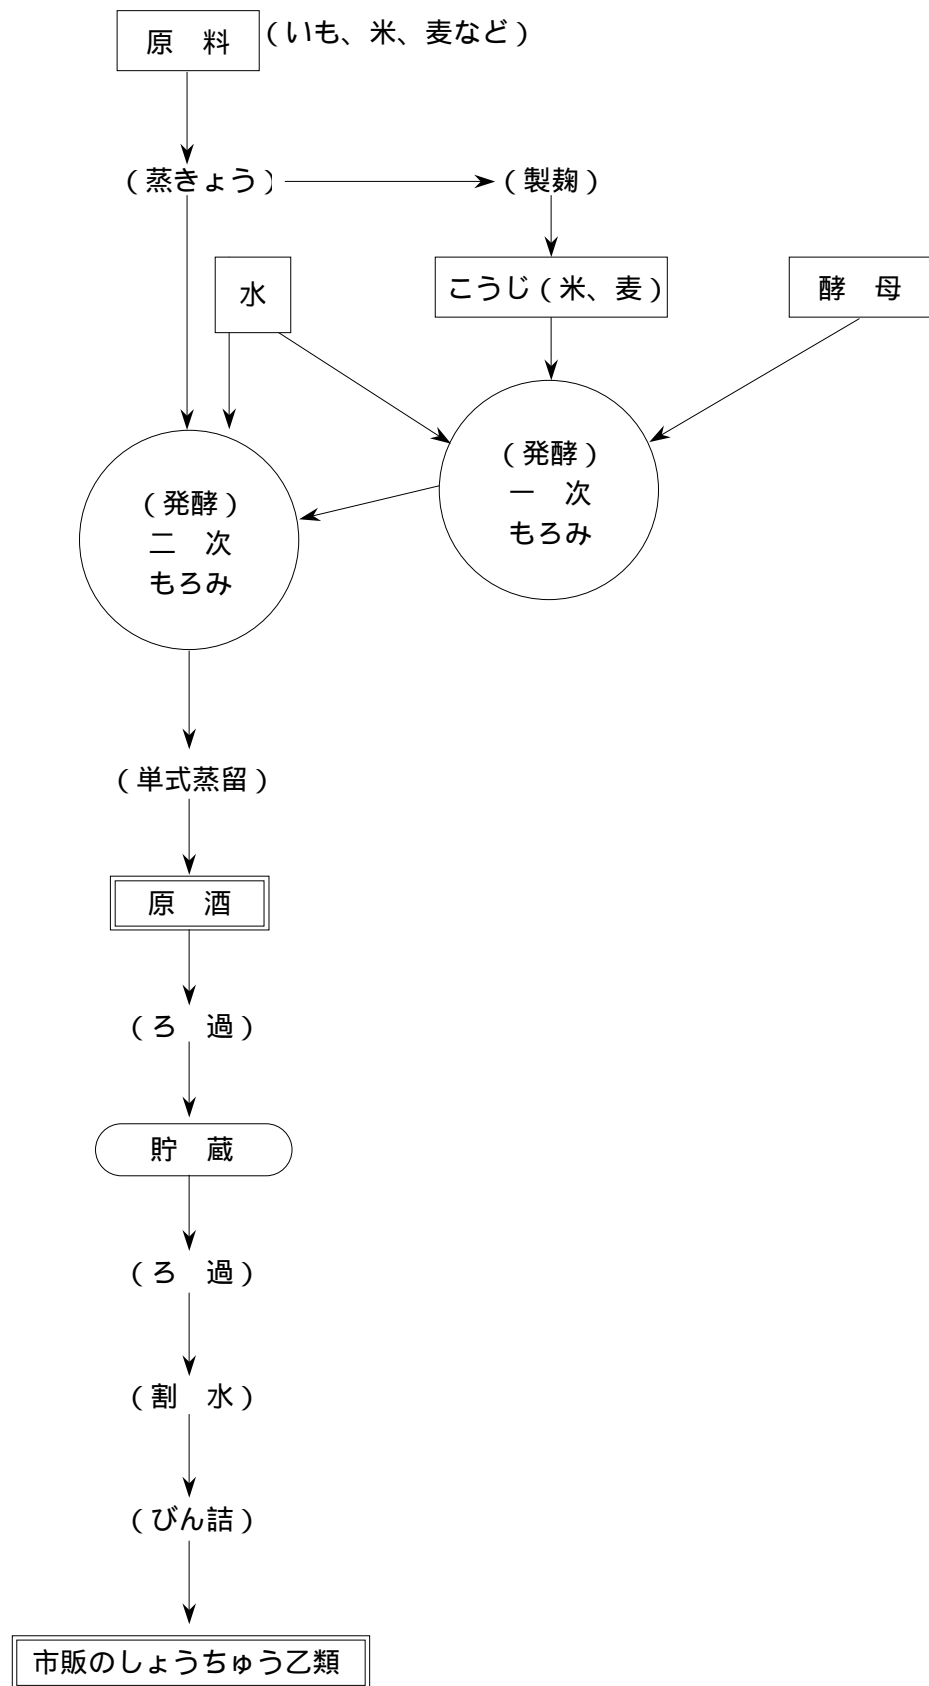 原　料
（いも、米、麦など）
（蒸きょう）
（製麹）
水
こうじ（米、麦）
酵　母
（発酵）
一　次
もろみ
（発酵）
二　次
もろみ
（単式蒸留）
原　酒
（ろ　過）
貯　蔵
（ろ　過）
（割　水）
（びん詰）
市販のしょうちゅう乙類